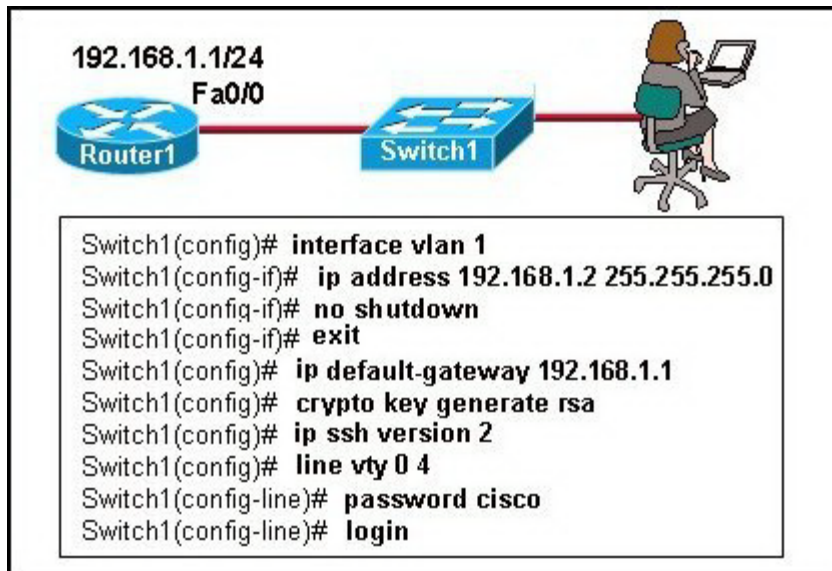 192.168.1.1/24
Fa0/0
Router1
Switch1
Switch1(config)# interface vlan 1
Switch1(config-if)# ip address 192.168.1.2 255.255.255.0
Switch1(config-if)# no shutdown
Switch1(config-if)# exit
Switch1(config)# ip default-gateway 192.168.1.1
Switch1(config)# crypto key generate rsa
Switch1(config)# ip ssh version 2
Switch1(config)# line vty 0 4
Switch1(config-line)# password cisco
Switch1(config-line)# login